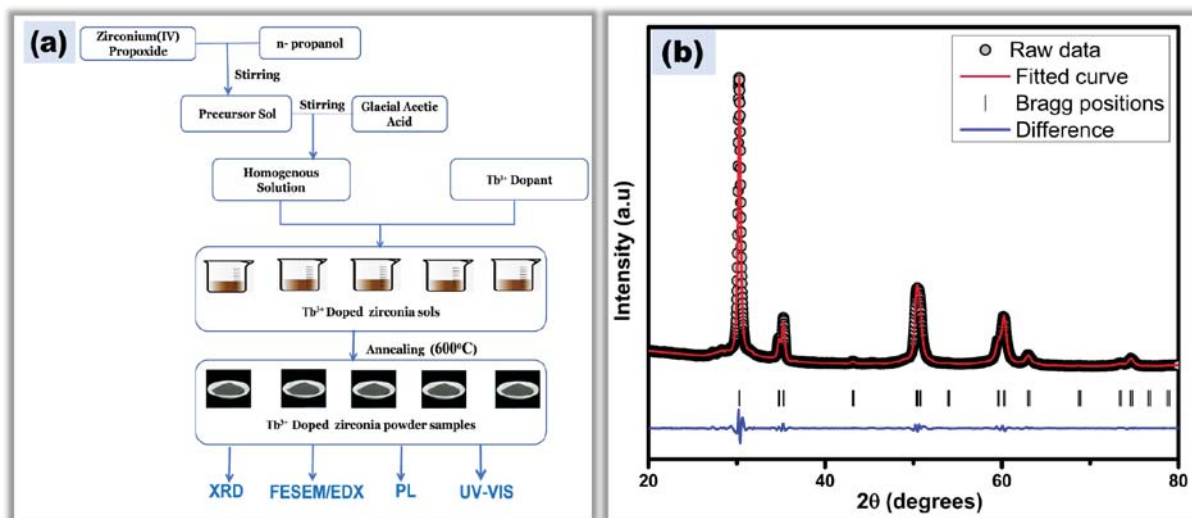 (a)
Zirconium(IV)
Propoxide
n- propanol
Stirring
Precursor Sol
Stirring
Glacial Acetic
Acid
Homogenous
Solution
Tb³⁺ Dopant
Tb³⁺ Doped zirconia sols
Annealing (600⁰C)
Tb³⁺ Doped zirconia powder samples
XRD
FESEM/EDX
PL
UV-VIS
(b)
Raw data
Fitted curve
Bragg positions
Difference
Intensity (a.u)
20
40
60
80
2θ (degrees)